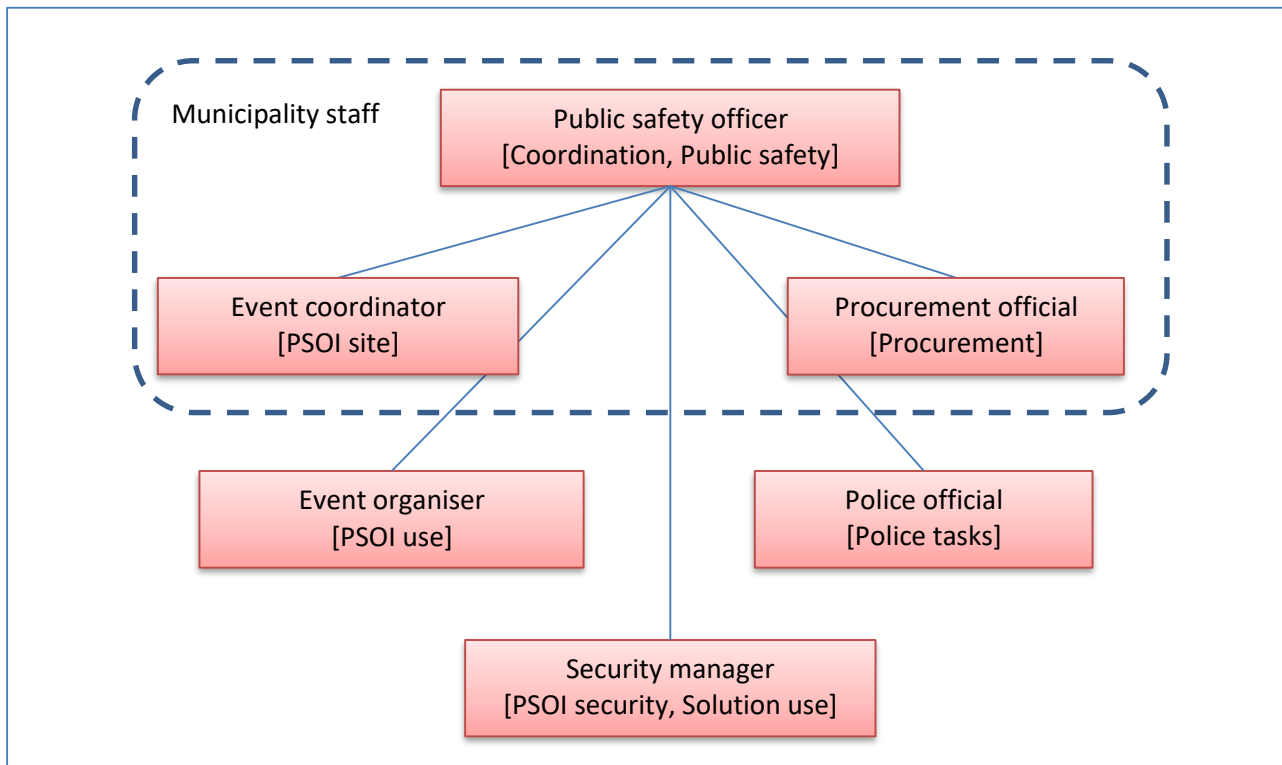 Municipality staff
Public safety officer
[Coordination, Public safety]
Event coordinator
[PSOI site]
Procurement official
[Procurement]
Event organiser
[PSOI use]
Police official
[Police tasks]
Security manager
[PSOI security, Solution use]